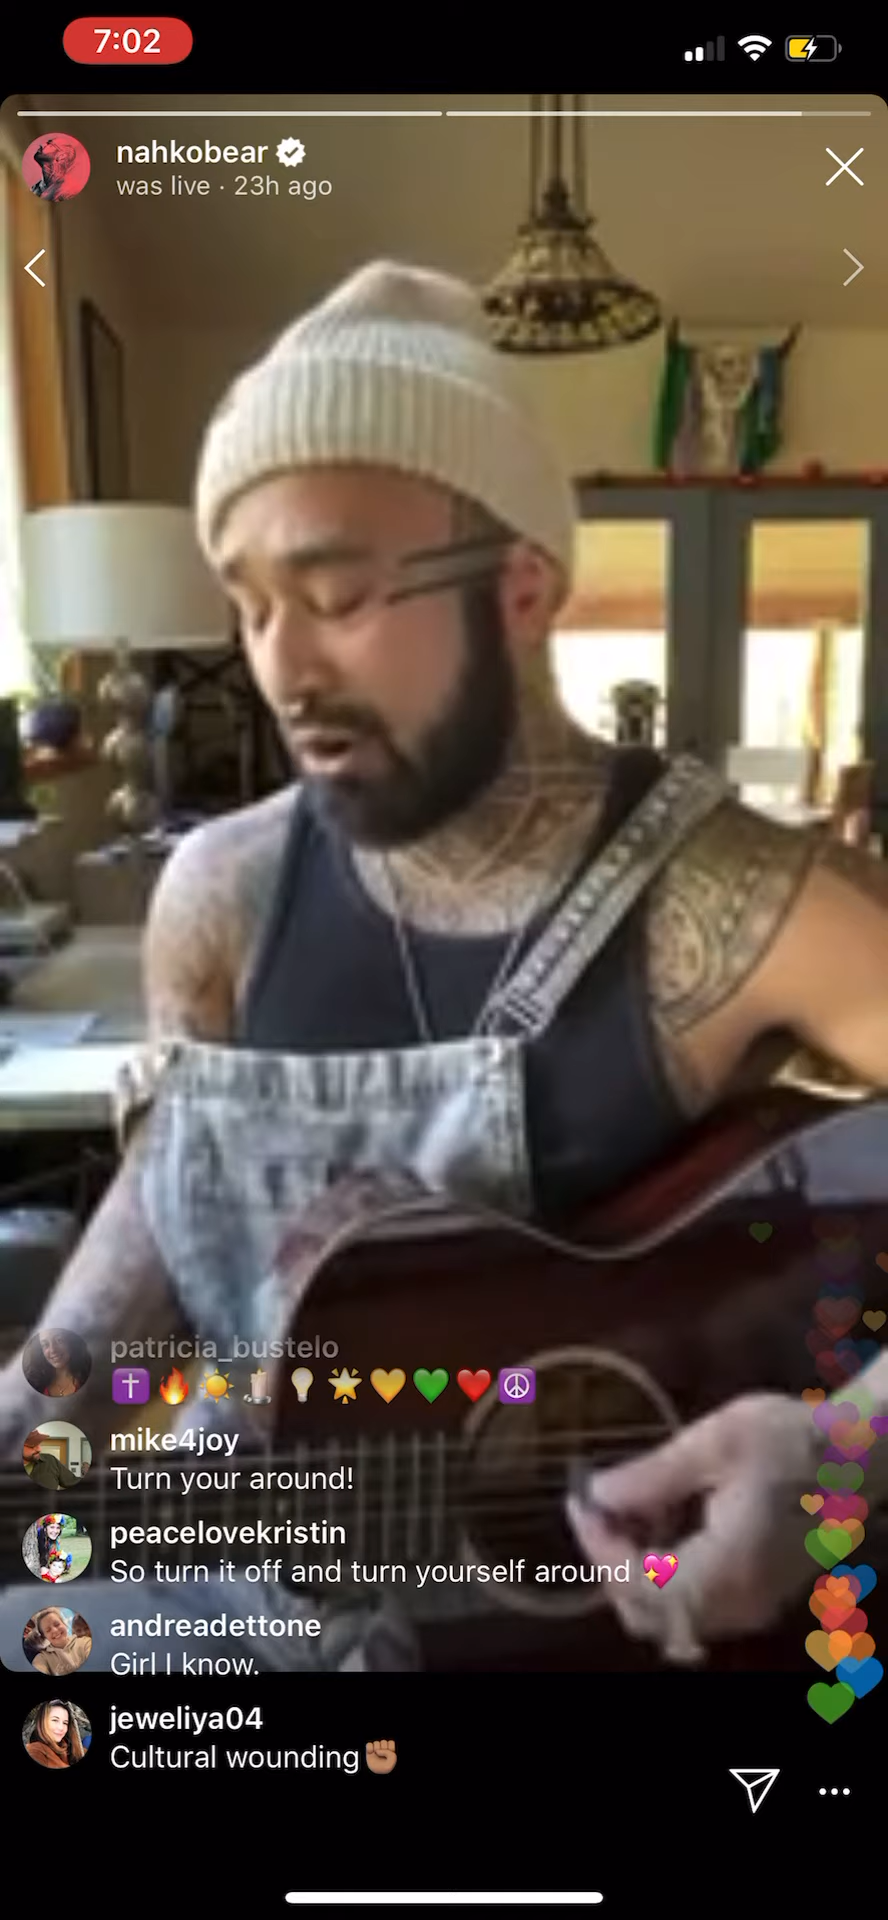 7:02
nahkobear
was live · 23h ago
patricia_bustelo
✝️🔥☀️🕯️💡🌟💛💚❤️☮️
mike4joy
Turn your around!
peacelovekristin
So turn it off and turn yourself around 💖
andreadettone
Girl I know.
jeweliya04
Cultural wounding✊🏽